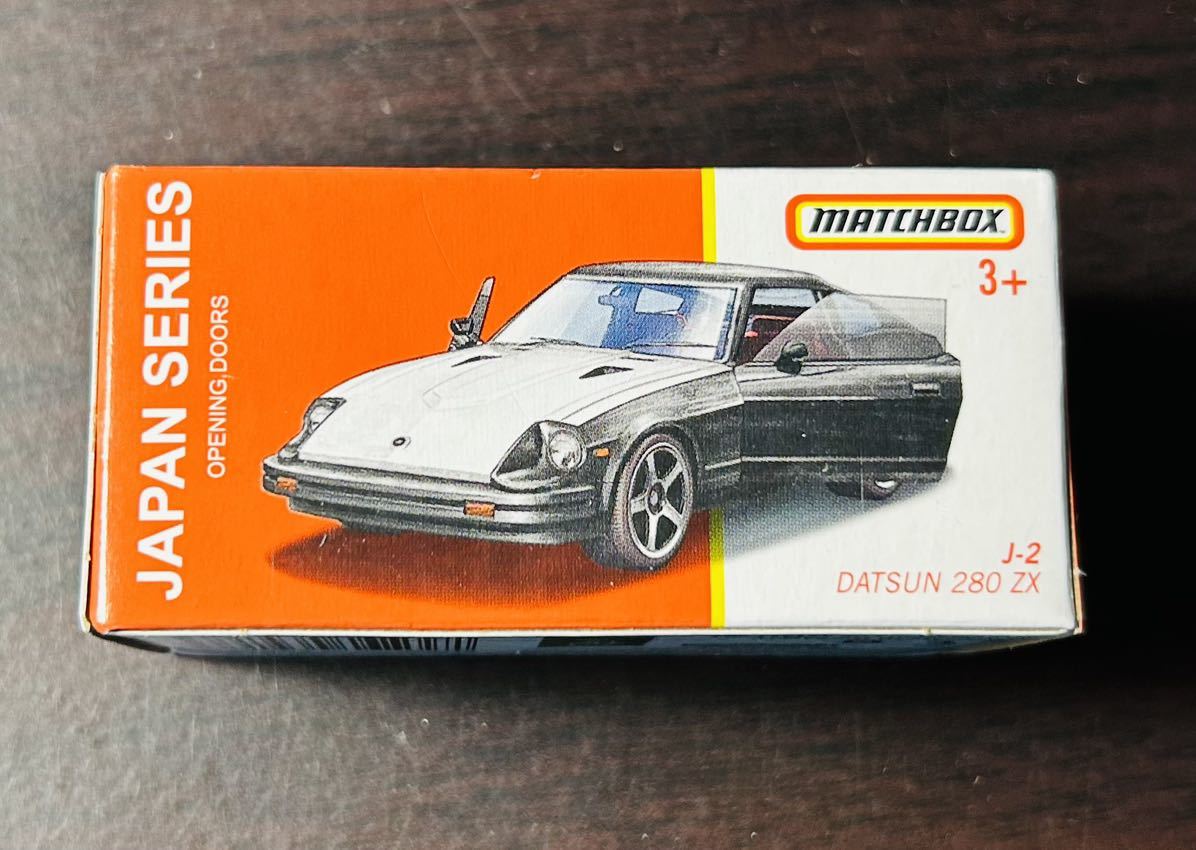 JAPAN SERIES
OPENING DOORS
MATCHBOX
3+
J-2
DATSUN 280 ZX